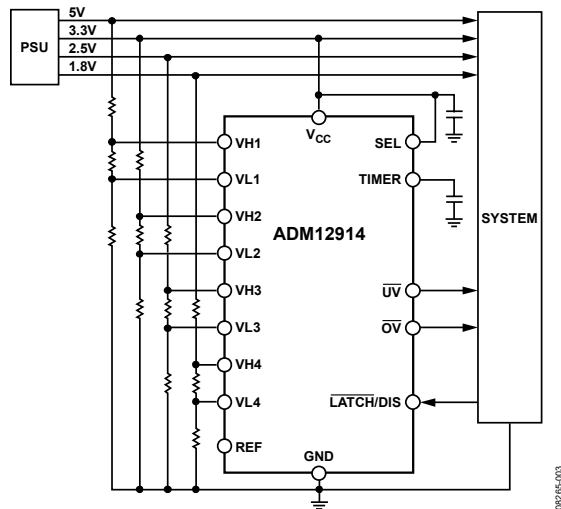 5V
3.3V
PSU
2.5V
1.8V
VCC
VH1
SEL
VL1
TIMER
VH2
ADM12914
SYSTEM
VL2
VH3
UV
VL3
OV
VH4
LATCH/DIS
VL4
REF
GND
08265-003